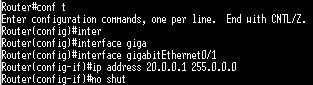 Router#conf t
Enter configuration commands, one per line.  End with CNTL/Z.
Router(config)#inter
Router(config)#interface giga
Router(config)#interface gigabitEthernet0/1
Router(config-if)#ip address 20.0.0.1 255.0.0.0
Router(config-if)#no shut